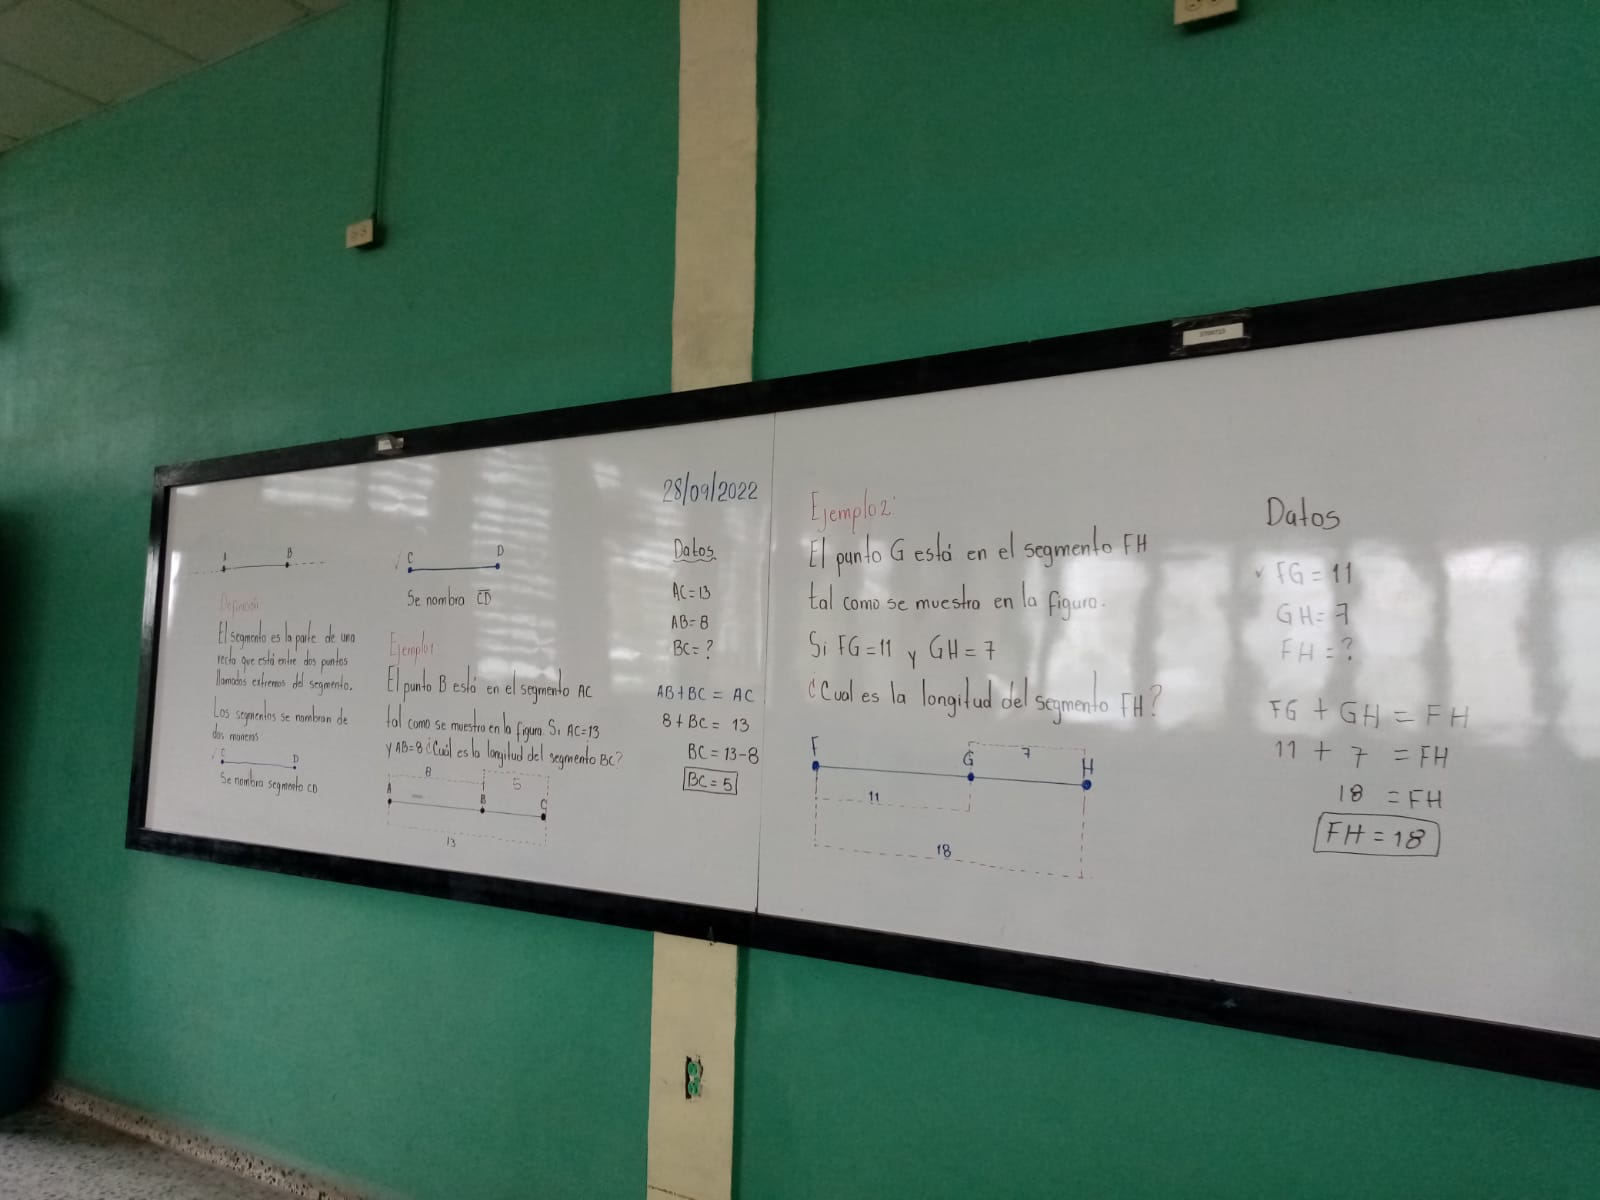 A B
Definición
El segmento es la parte de una
recta que está entre dos puntos
llamados extremos del segmento.
Los segmentos se nombran de
dos maneras
C D
Se nombra segmento CD
C D
Se nombra C̅D̅
Ejemplo 1
El punto B está en el segmento AC
tal como se muestra en la figura. Si AC=13
y AB=8 ¿Cuál es la longitud del segmento BC?
8 5
A B C
13
28/09/2022
Datos
AC=13
AB=8
BC=?
AB+BC = AC
8+BC = 13
BC = 13-8
BC = 5
Ejemplo 2:
El punto G está en el segmento FH
tal como se muestra en la figura.
Si FG=11 y GH=7
¿Cual es la longitud del segmento FH?
F G 7 H
11
18
Datos
FG=11
GH=7
FH=?
FG + GH = FH
11 + 7 = FH
18 = FH
FH = 18